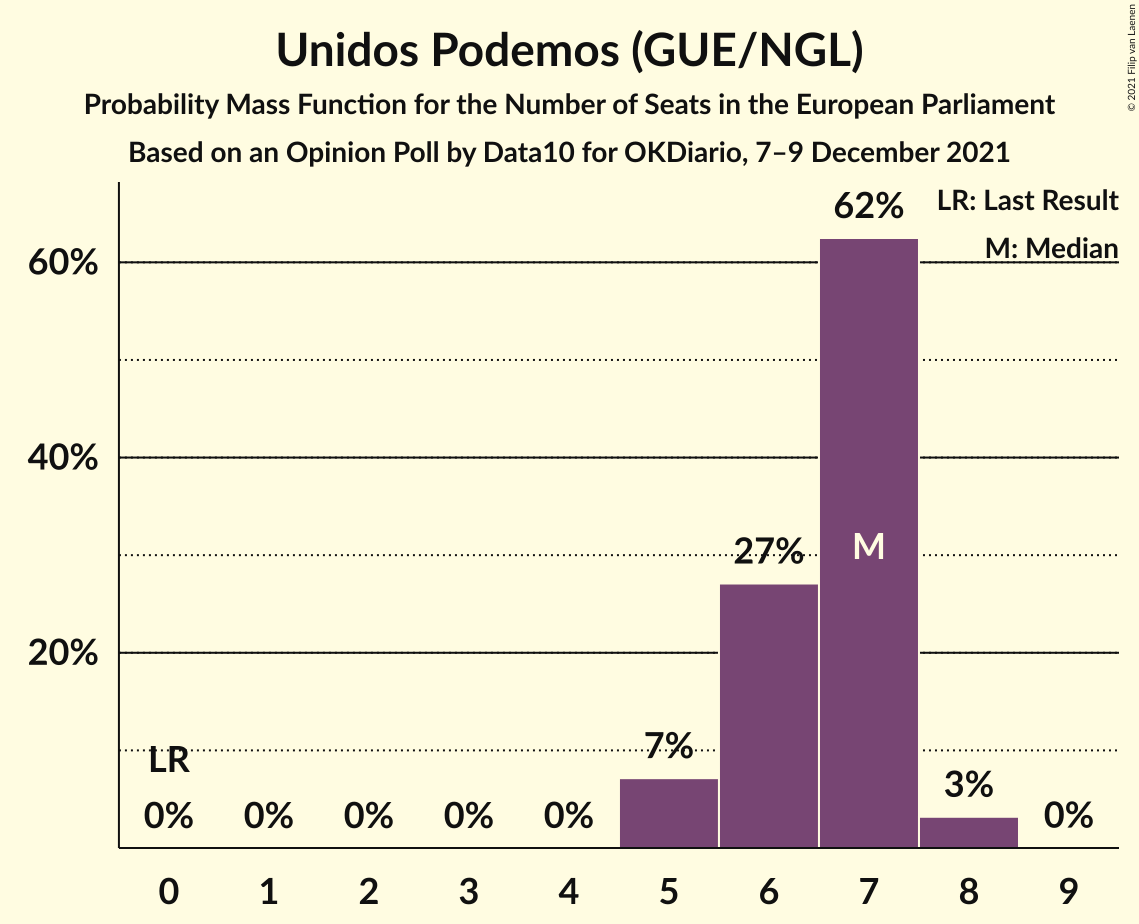 Unidos Podemos (GUE/NGL)
Probability Mass Function for the Number of Seats in the European Parliament
Based on an Opinion Poll by Data10 for OKDiario, 7–9 December 2021
© 2021 Filip van Laenen
LR: Last Result
M: Median
60%
40%
20%
LR
0%
0%
0%
0%
0%
7%
27%
62%
M
3%
0%
0 1 2 3 4 5 6 7 8 9